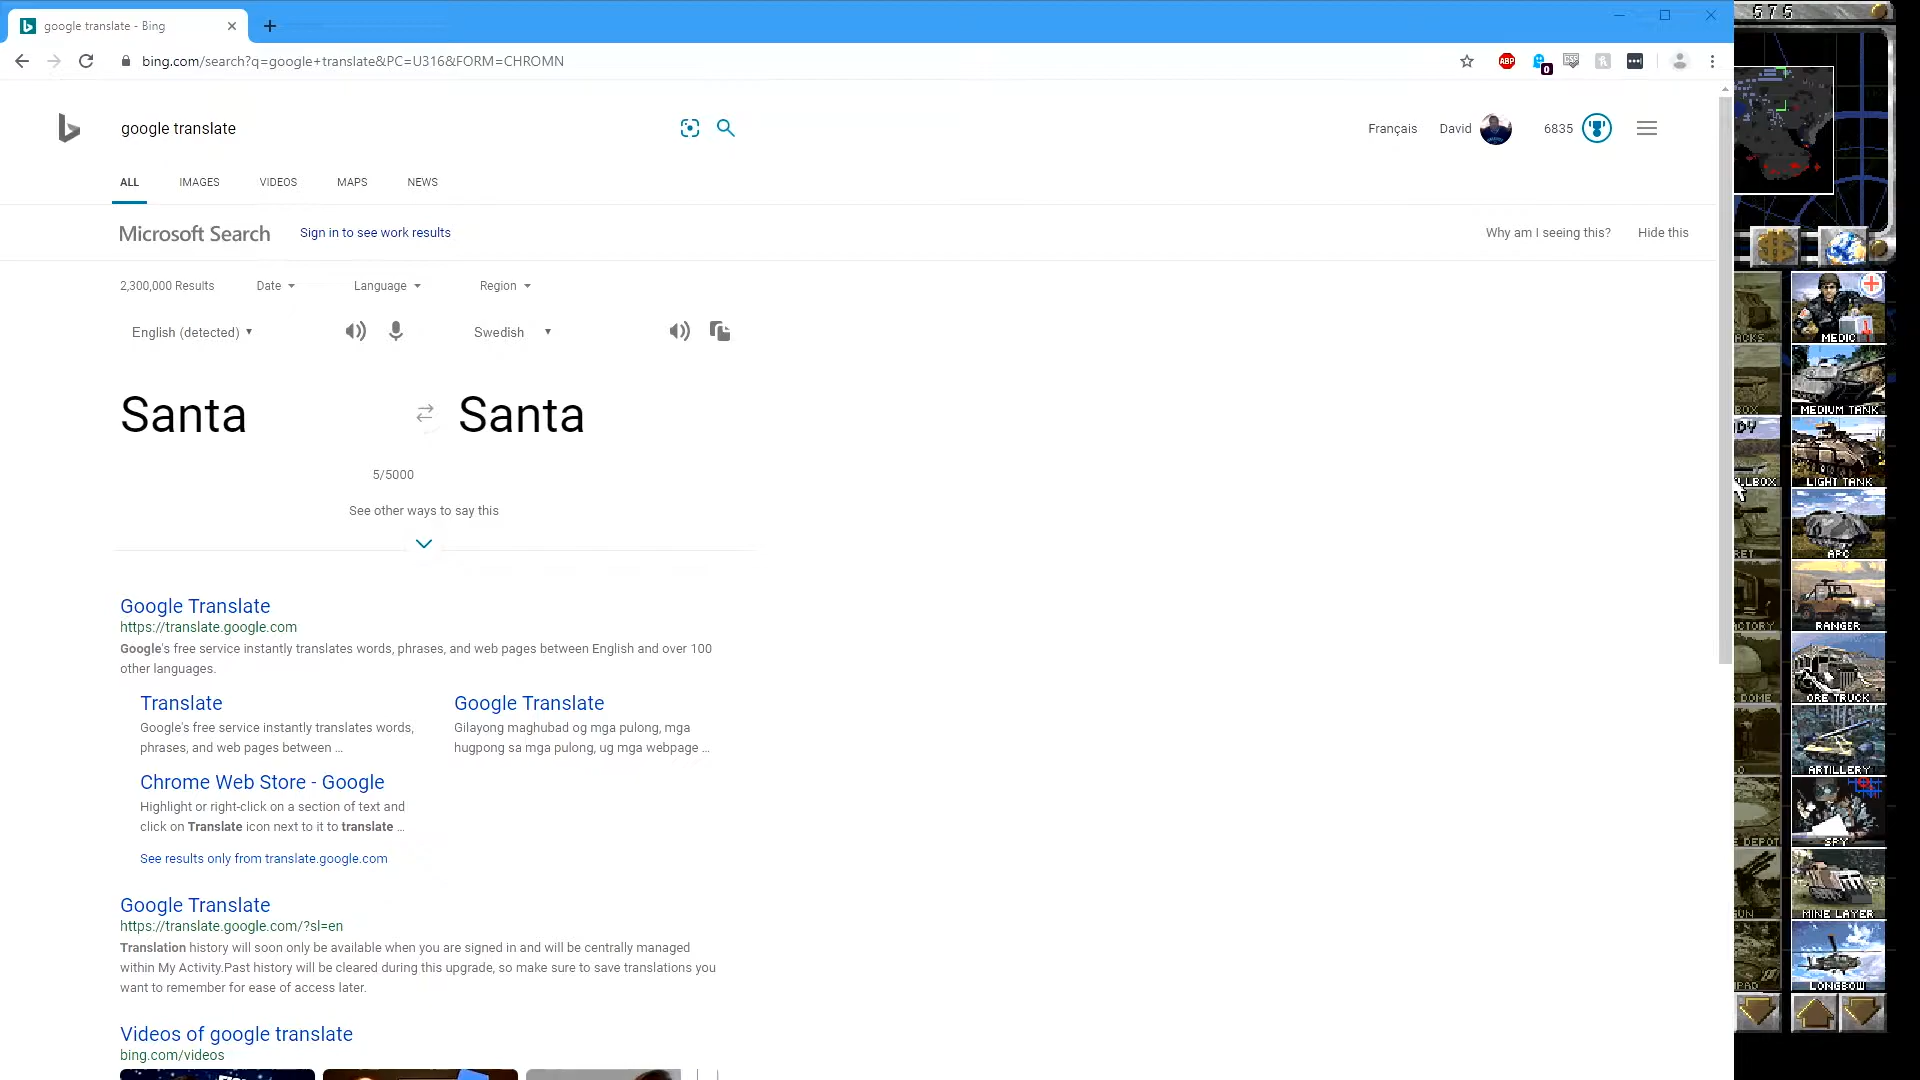 google translate - Bing
575
bing.com/search?q=google+translate&PC=U316&FORM=CHROMN
ABP
0
google translate
Français
David
6835
ALL
IMAGES
VIDEOS
MAPS
NEWS
Microsoft Search
Sign in to see work results
Why am I seeing this?
Hide this
2,300,000 Results
Date
Language
Region
English (detected)
Swedish
Santa
Santa
5/5000
See other ways to say this
Google Translate
https://translate.google.com
Google's free service instantly translates words, phrases, and web pages between English and over 100
other languages.
Translate
Google's free service instantly translates words,
phrases, and web pages between ...
Google Translate
Gilayong maghubad og mga pulong, mga
hugpong sa mga pulong, ug mga webpage ...
Chrome Web Store - Google
Highlight or right-click on a section of text and
click on Translate icon next to it to translate ...
See results only from translate.google.com
Google Translate
https://translate.google.com/?sl=en
Translation history will soon only be available when you are signed in and will be centrally managed
within My Activity.Past history will be cleared during this upgrade, so make sure to save translations you
want to remember for ease of access later.
Videos of google translate
bing.com/videos
MEDIC
MEDIUM TANK
LIGHT TANK
APC
RANGER
ORE TRUCK
ARTILLERY
SPY
MINE LAYER
LONGBOW
DOME
DEPOT